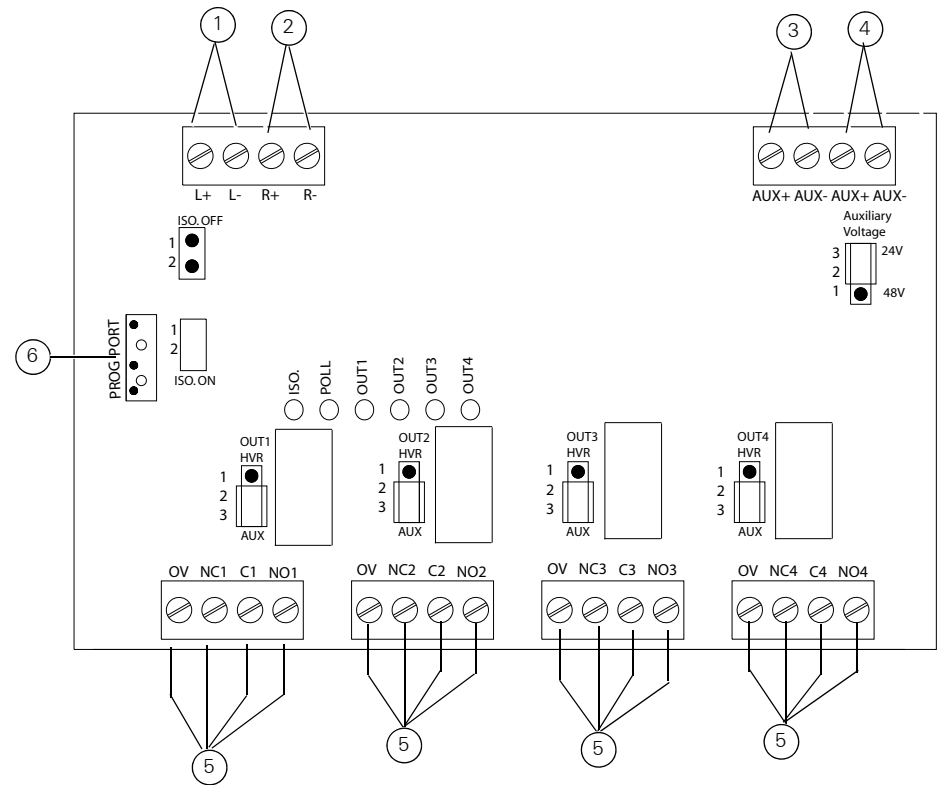 1 2 3 4
L+ L- R+ R-
AUX+ AUX- AUX+ AUX-
ISO. OFF
1
2
Auxiliary
Voltage
3 24V
2
1 48V
6
PROG PORT
1
2
ISO. ON
ISO. POLL OUT1 OUT2 OUT3 OUT4
OUT1
HVR
1
2
3
AUX
OUT2
HVR
1
2
3
AUX
OUT3
HVR
1
2
3
AUX
OUT4
HVR
1
2
3
AUX
OV NC1 C1 NO1
OV NC2 C2 NO2
OV NC3 C3 NO3
OV NC4 C4 NO4
5 5 5 5